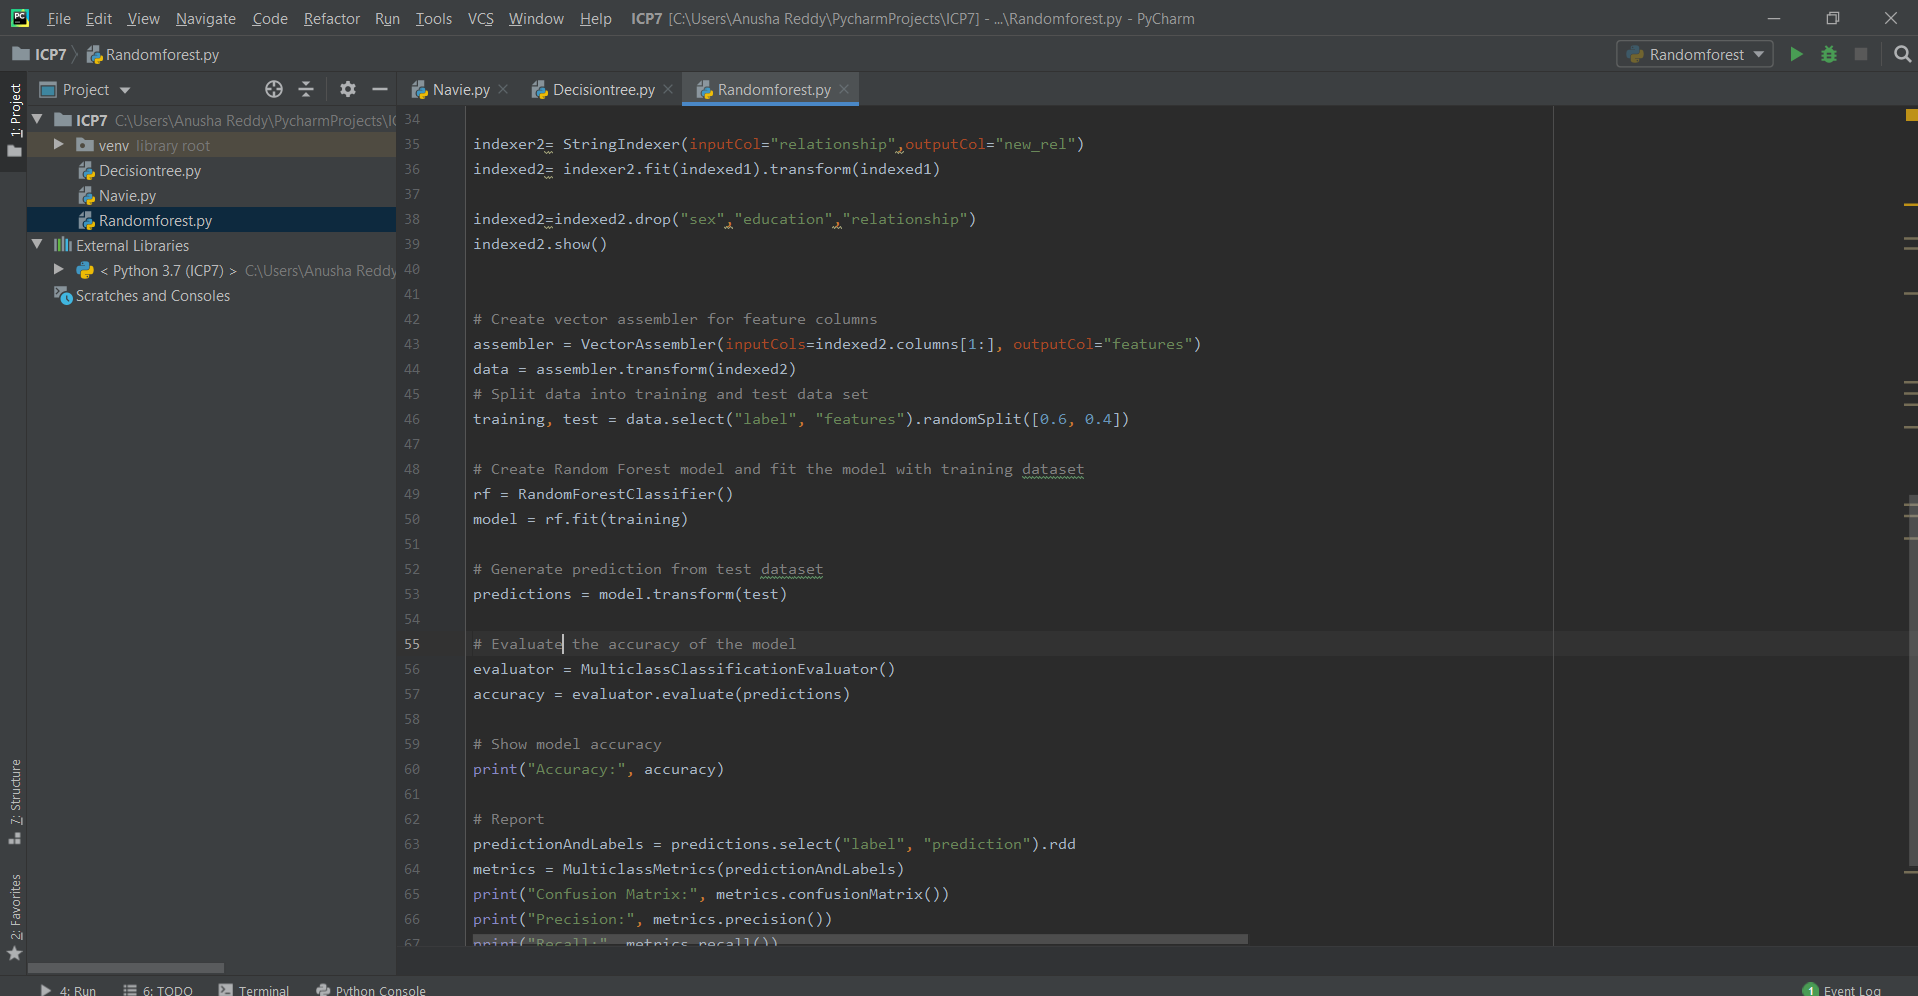 File Edit View Navigate Code Refactor Run Tools VCS Window Help ICP7 [C:\Users\Anusha Reddy\PycharmProjects\ICP7] - ...\Randomforest.py - PyCharm
ICP7 Randomforest.py Randomforest
1: Project
Project
Navie.py Decisiontree.py Randomforest.py
ICP7 C:\Users\Anusha Reddy\PycharmProjects\IC
venv library root
Decisiontree.py
Navie.py
Randomforest.py
External Libraries
< Python 3.7 (ICP7) > C:\Users\Anusha Reddy
Scratches and Consoles
7: Structure
2: Favorites
34
35 indexer2= StringIndexer(inputCol="relationship",outputCol="new_rel")
36 indexed2= indexer2.fit(indexed1).transform(indexed1)
37
38 indexed2=indexed2.drop("sex","education","relationship")
39 indexed2.show()
40
41
42 # Create vector assembler for feature columns
43 assembler = VectorAssembler(inputCols=indexed2.columns[1:], outputCol="features")
44 data = assembler.transform(indexed2)
45 # Split data into training and test data set
46 training, test = data.select("label", "features").randomSplit([0.6, 0.4])
47
48 # Create Random Forest model and fit the model with training dataset
49 rf = RandomForestClassifier()
50 model = rf.fit(training)
51
52 # Generate prediction from test dataset
53 predictions = model.transform(test)
54
55 # Evaluate the accuracy of the model
56 evaluator = MulticlassClassificationEvaluator()
57 accuracy = evaluator.evaluate(predictions)
58
59 # Show model accuracy
60 print("Accuracy:", accuracy)
61
62 # Report
63 predictionAndLabels = predictions.select("label", "prediction").rdd
64 metrics = MulticlassMetrics(predictionAndLabels)
65 print("Confusion Matrix:", metrics.confusionMatrix())
66 print("Precision:", metrics.precision())
67 print("Recall:", metrics.recall())
4: Run 6: TODO Terminal Python Console 1 Event Log